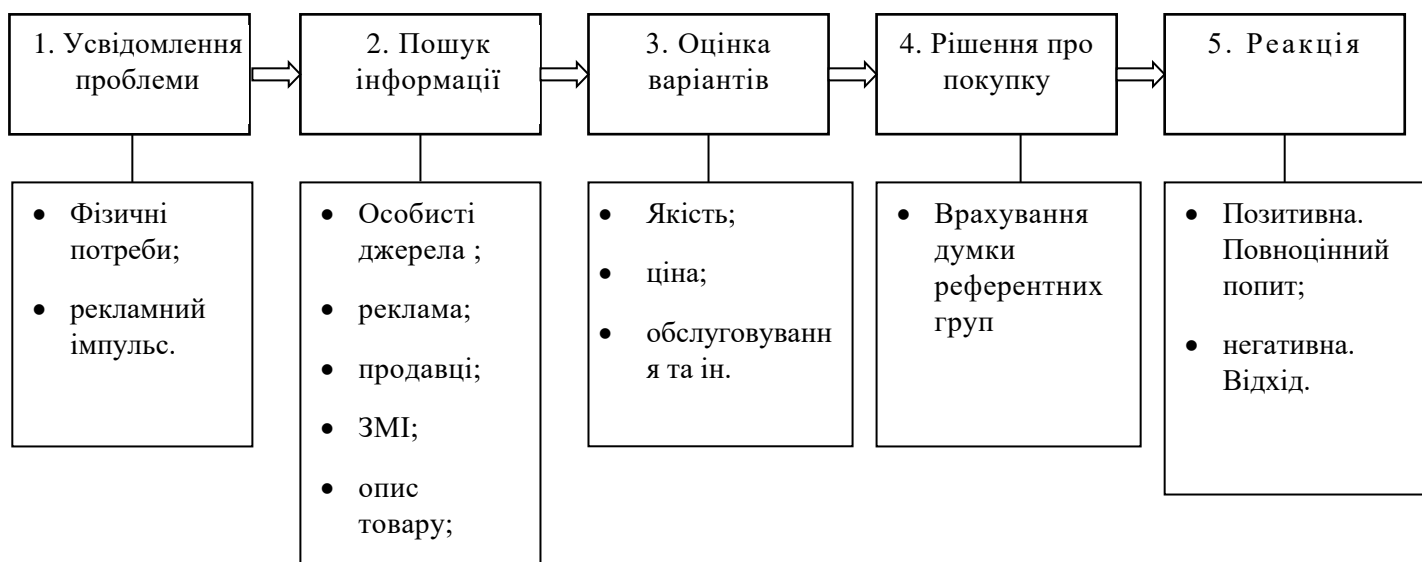 1. Усвідомлення
проблеми
2. Пошук
інформації
3. Оцінка
варіантів
4. Рішення про
покупку
5. Реакція
• Фізичні
потреби;
• рекламний
імпульс.
• Особисті
джерела ;
• реклама;
• продавці;
• ЗМІ;
• опис
товару;
• Якість;
• ціна;
• обслуговуванн
я та ін.
• Врахування
думки
референтних
груп
• Позитивна.
Повноцінний
попит;
• негативна.
Відхід.